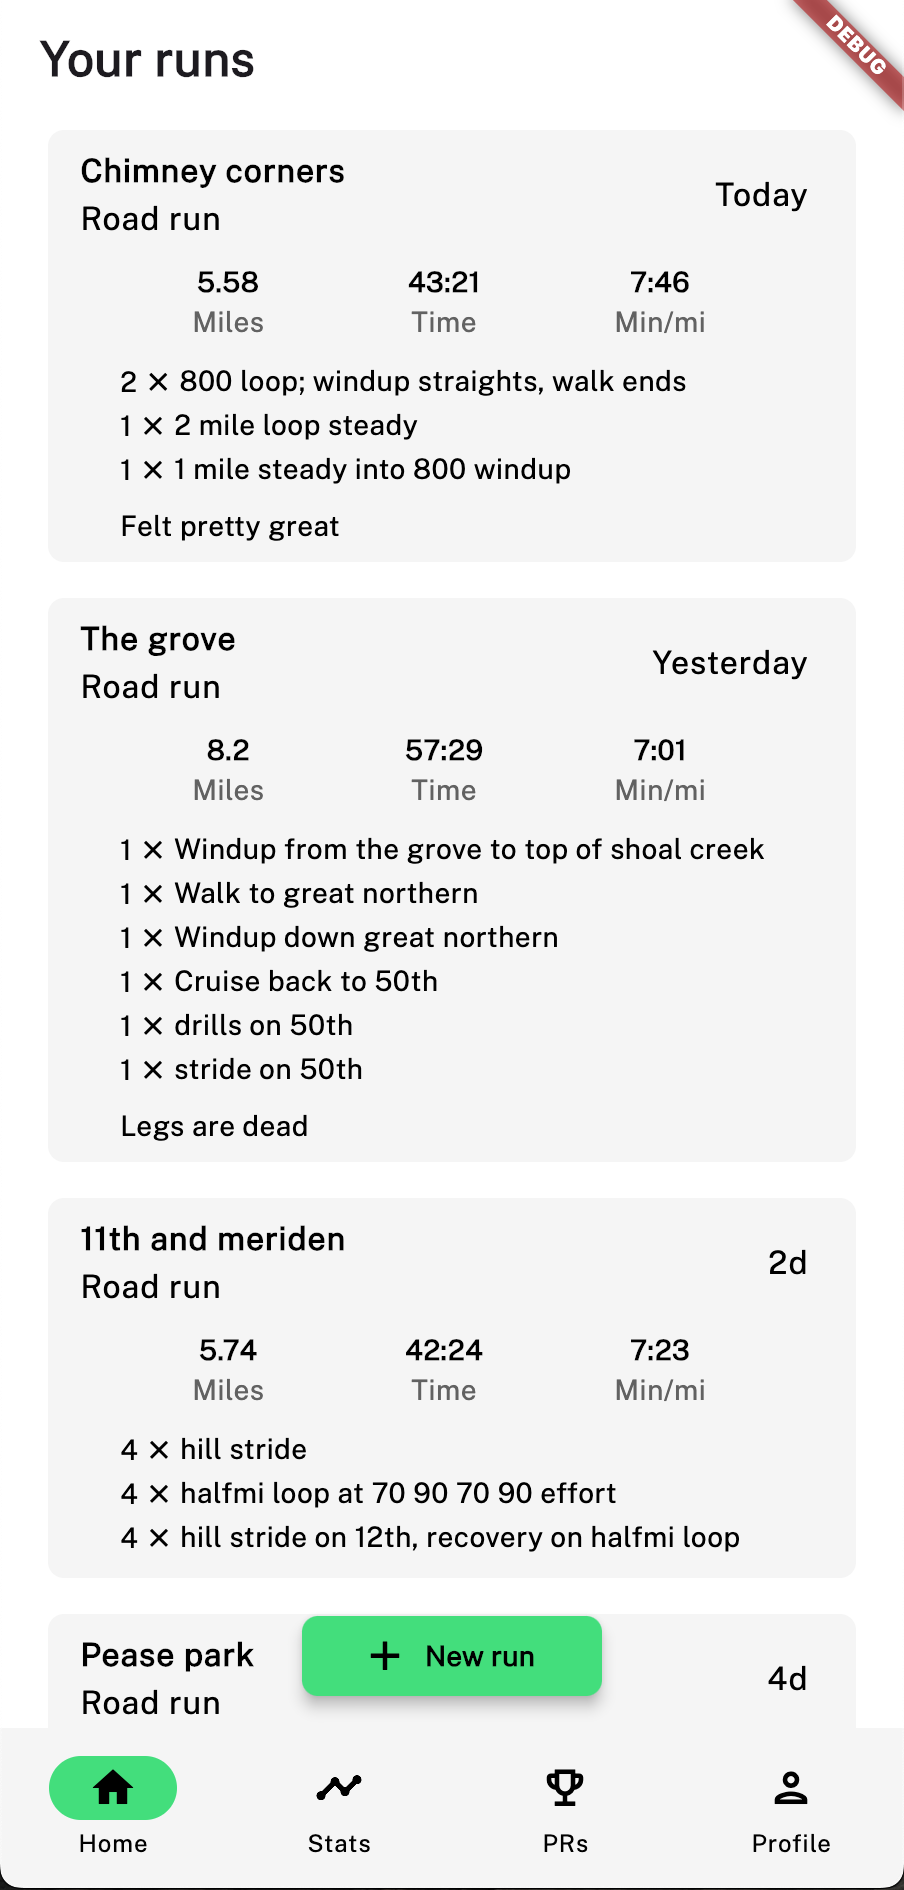 Your runs
DEBUG
Chimney corners
Road run
Today
5.58 43:21 7:46
Miles Time Min/mi
2 × 800 loop; windup straights, walk ends
1 × 2 mile loop steady
1 × 1 mile steady into 800 windup
Felt pretty great
The grove
Road run
Yesterday
8.2 57:29 7:01
Miles Time Min/mi
1 × Windup from the grove to top of shoal creek
1 × Walk to great northern
1 × Windup down great northern
1 × Cruise back to 50th
1 × drills on 50th
1 × stride on 50th
Legs are dead
11th and meriden
Road run
2d
5.74 42:24 7:23
Miles Time Min/mi
4 × hill stride
4 × halfmi loop at 70 90 70 90 effort
4 × hill stride on 12th, recovery on halfmi loop
Pease park
Road run
4d
+ New run
Home Stats PRs Profile